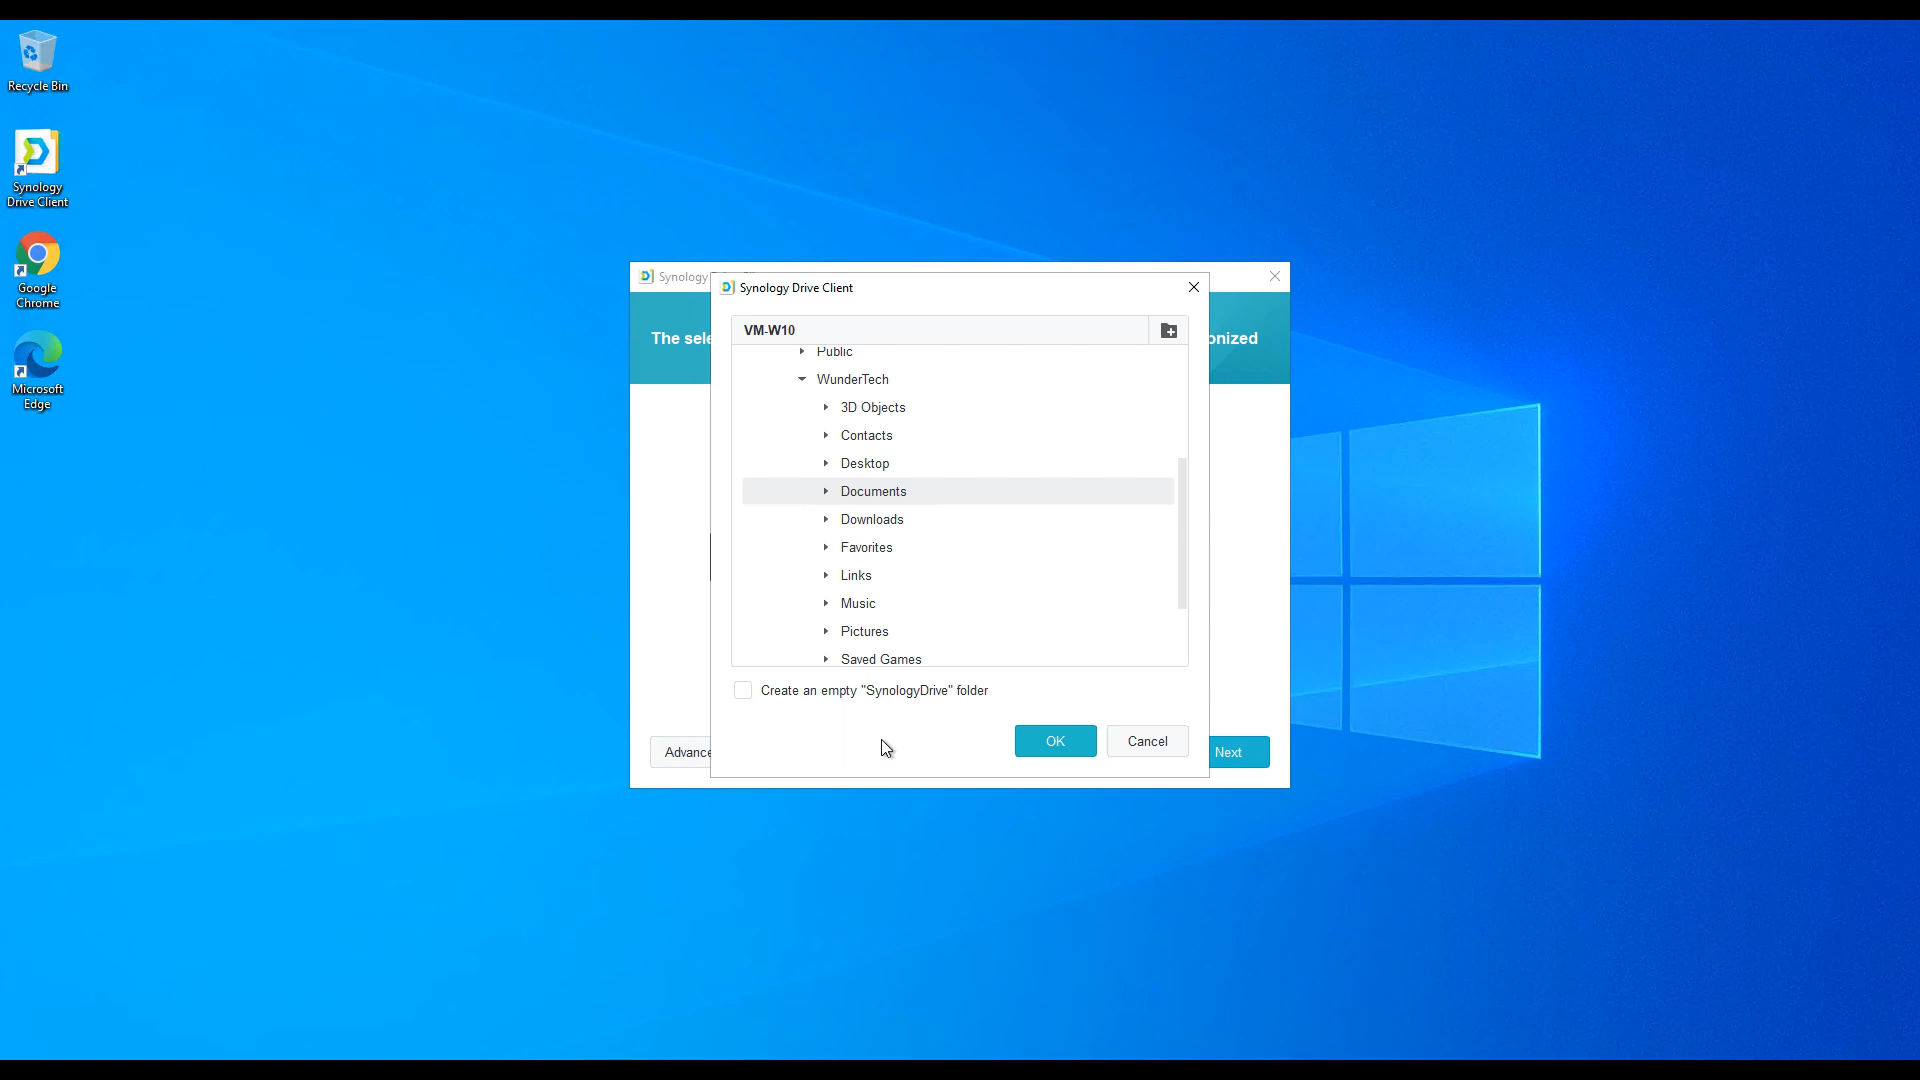 Recycle Bin
Synology
Drive Client
Google
Chrome
Microsoft
Edge
Synology
The sele
onized
Advance
Next
Synology Drive Client
VM-W10
Public
WunderTech
3D Objects
Contacts
Desktop
Documents
Downloads
Favorites
Links
Music
Pictures
Saved Games
Create an empty "SynologyDrive" folder
OK
Cancel